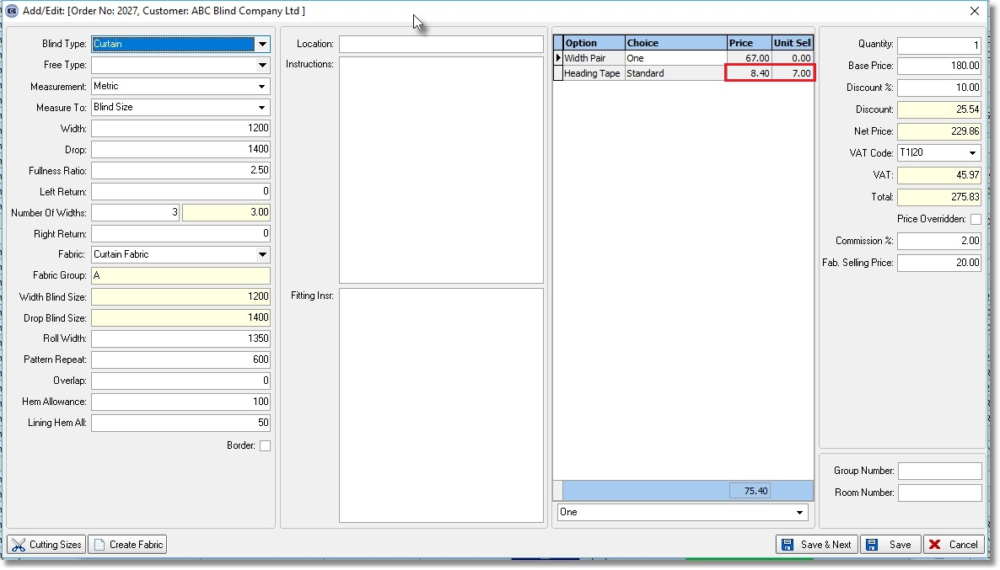 Add/Edit: [Order No: 2027, Customer: ABC Blind Company Ltd ]
Blind Type: Curtain
Free Type:
Measurement: Metric
Measure To: Blind Size
Width: 1200
Drop: 1400
Fullness Ratio: 2.50
Left Return: 0
Number Of Widths: 3 3.00
Right Return: 0
Fabric: Curtain Fabric
Fabric Group: A
Width Blind Size: 1200
Drop Blind Size: 1400
Roll Width: 1350
Pattern Repeat: 600
Overlap: 0
Hem Allowance: 100
Lining Hem All: 50
Border:
Location:
Instructions:
Fitting Insr:
Option Choice Price Unit Sel
Width Pair One 67.00 0.00
Heading Tape Standard 8.40 7.00
75.40
One
Quantity: 1
Base Price: 180.00
Discount %: 10.00
Discount: 25.54
Net Price: 229.86
VAT Code: T1|20
VAT: 45.97
Total: 275.83
Price Overridden:
Commission %: 2.00
Fab. Selling Price: 20.00
Group Number:
Room Number:
Cutting Sizes Create Fabric Save & Next Save Cancel